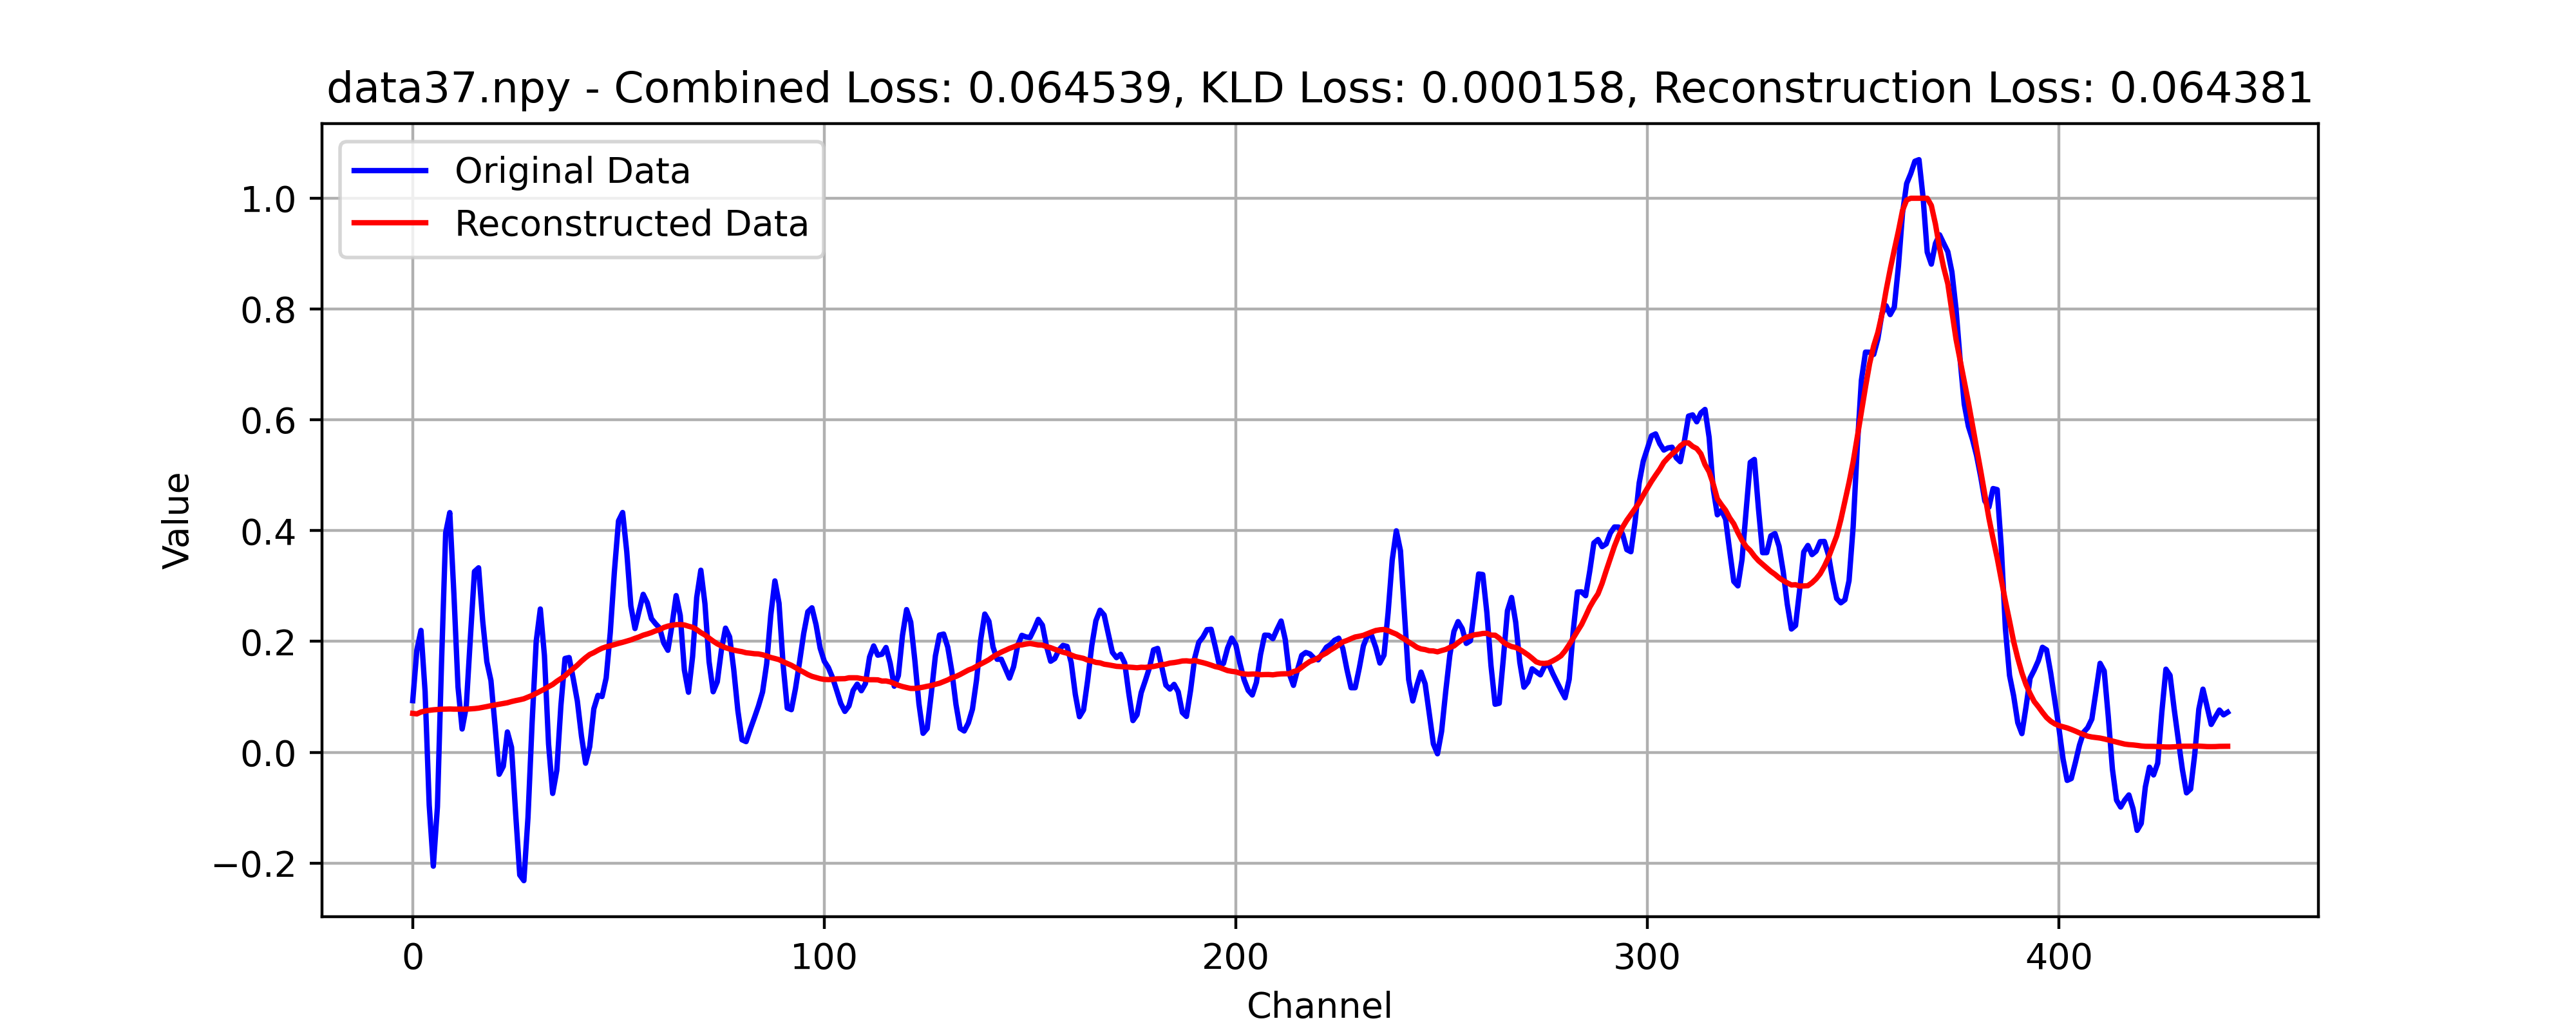 data37.npy - Combined Loss: 0.064539, KLD Loss: 0.000158, Reconstruction Loss: 0.064381
Original Data
Reconstructed Data
1.0
0.8
0.6
0.4
0.2
0.0
−0.2
Value
0 100 200 300 400
Channel